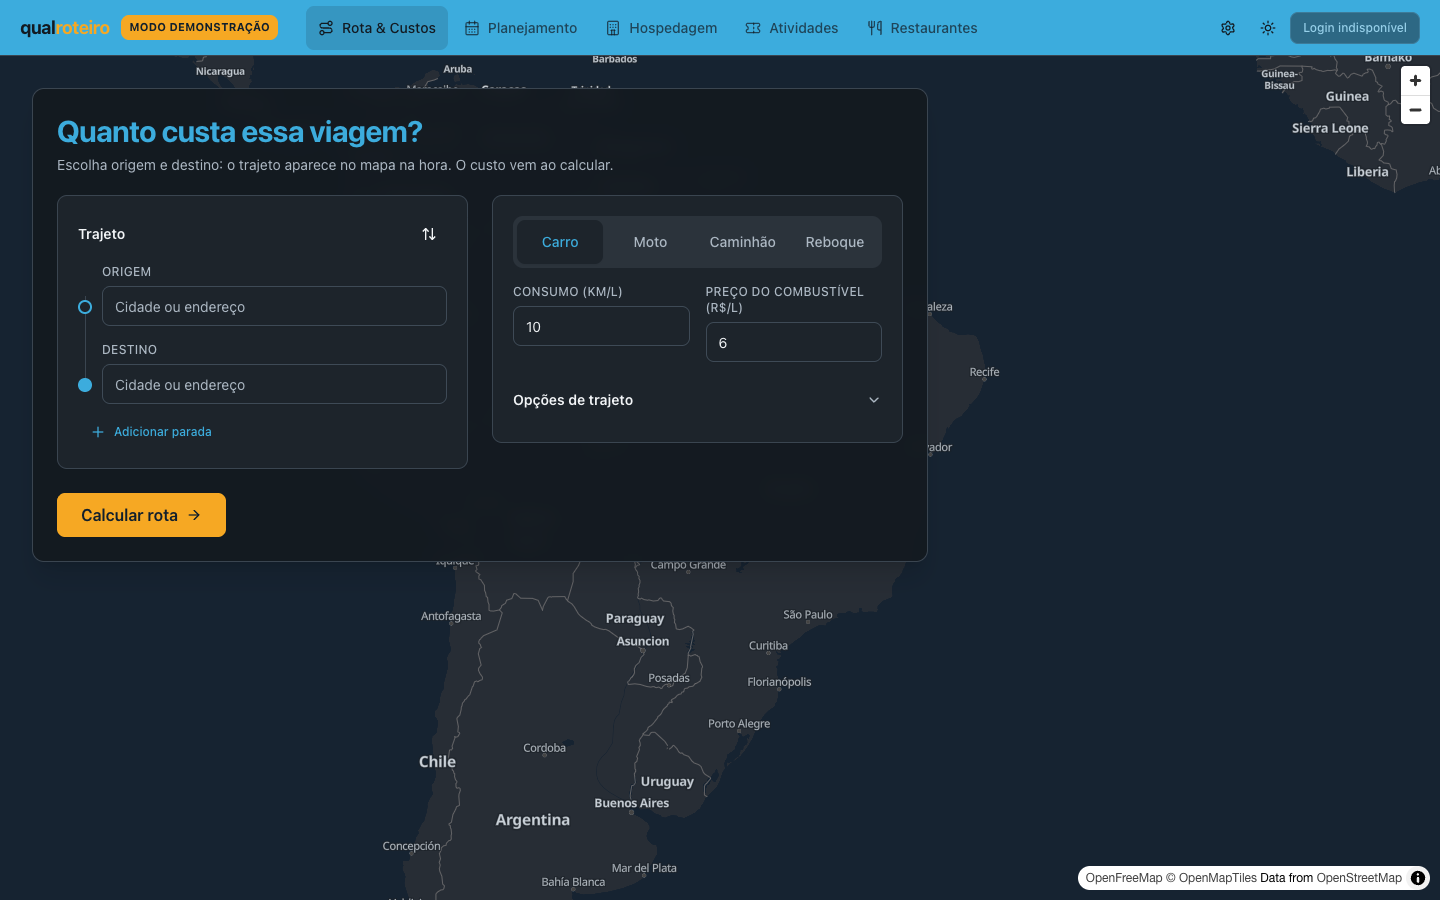 qualroteiro
MODO DEMONSTRAÇÃO
Rota & Custos
Planejamento
Hospedagem
Atividades
Restaurantes
Login indisponível
Nicaragua
Aruba
Barbados
Bamako
Guinea-
Bissau
Guinea
Sierra Leone
Liberia
Quanto custa essa viagem?
Escolha origem e destino: o trajeto aparece no mapa na hora. O custo vem ao calcular.
Trajeto
ORIGEM
Cidade ou endereço
DESTINO
Cidade ou endereço
Adicionar parada
Carro
Moto
Caminhão
Reboque
CONSUMO (KM/L)
10
PREÇO DO COMBUSTÍVEL
(R$/L)
6
Opções de trajeto
Calcular rota
aleza
Recife
vador
Iquique
Campo Grande
Antofagasta
Paraguay
Asuncion
São Paulo
Curitiba
Posadas
Florianópolis
Porto Alegre
Cordoba
Chile
Uruguay
Buenos Aires
Argentina
Concepción
Mar del Plata
Bahía Blanca
OpenFreeMap © OpenMapTiles Data from OpenStreetMap